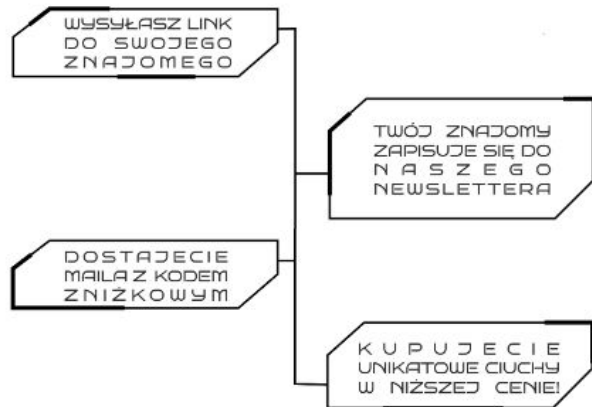 WYSYŁASZ LINK
DO SWOJEGO
ZNAJOMEGO
TWÓJ ZNAJOMY
ZAPISUJE SIĘ DO
NASZEGO
NEWSLETTERA
DOSTAJECIE
MAILA Z KODEM
ZNIŻKOWYM
KUPUJECIE
UNIKATOWE CIUCHY
W NIŻSZEJ CENIE!